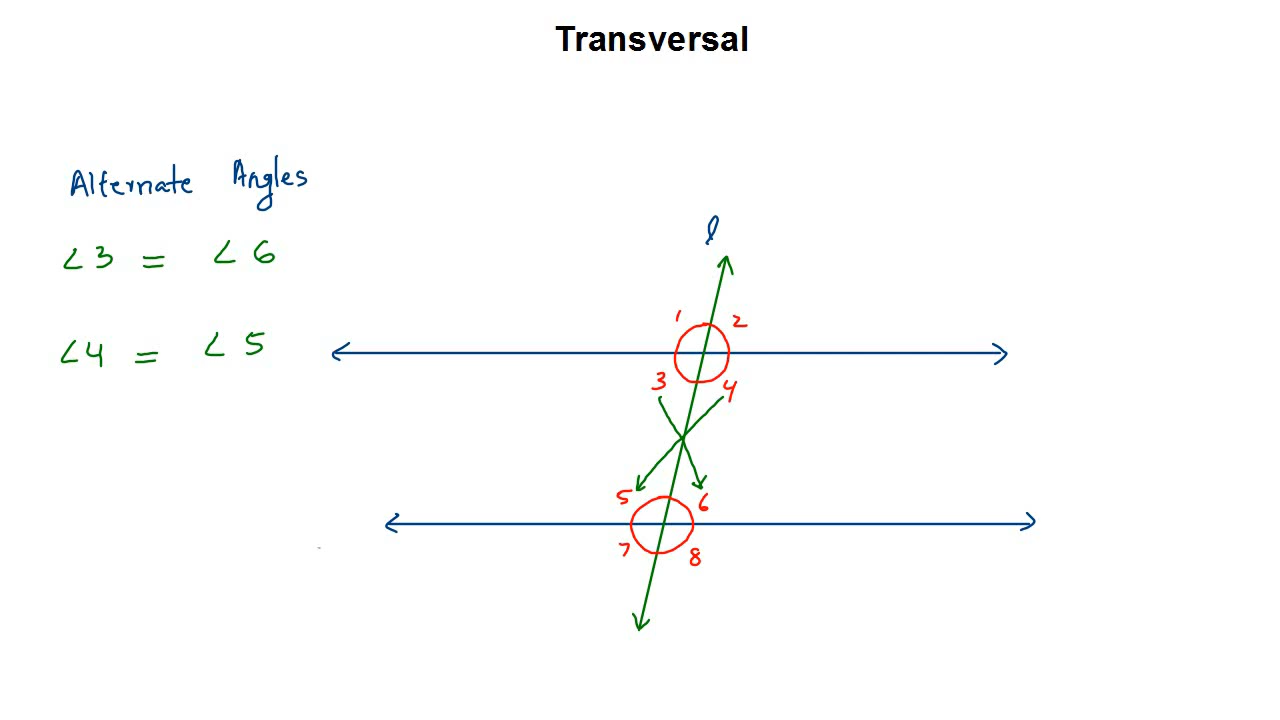 Transversal
Alternate Angles
∠3 = ∠6
∠4 = ∠5
l
1 2
3 4
5 6
7 8